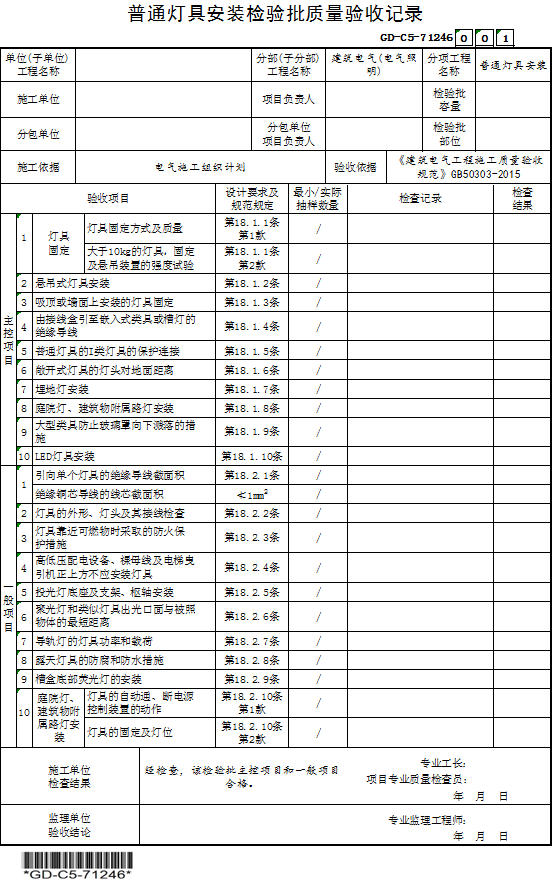 普通灯具安装检验批质量验收记录
GD-C5-71246 0 0 1
单位(子单位)
工程名称
分部(子分部)
工程名称
建筑电气(电气照
明)
分项工程
名称
普通灯具安装
施工单位
项目负责人
检验批
容量
分包单位
分包单位
项目负责人
检验批
部位
施工依据
电气施工组织计划
验收依据
《建筑电气工程施工质量验收
规范》GB50303-2015
验收项目
设计要求及
规范规定
最小/实际
抽样数量
检查记录
检查
结果
主控项目
1
灯具
固定
灯具固定方式及质量
第18.1.1条
第1款
/
大于10kg的灯具，固定
及悬吊装置的强度试验
第18.1.1条
第2款
/
2 悬吊式灯具安装 第18.1.2条 /
3 吸顶或墙面上安装的灯具固定 第18.1.3条 /
4
由接线盒引至嵌入式类具或槽灯的
绝缘导线
第18.1.4条 /
5 普通灯具的I类灯具的保护连接 第18.1.5条 /
6 敞开式灯具的灯头对地面距离 第18.1.6条 /
7 埋地灯安装 第18.1.7条 /
8 庭院灯、建筑物附属路灯安装 第18.1.8条 /
9
大型类具防止玻璃罩向下溅落的措
施
第18.1.9条 /
10 LED灯具安装 第18.1.10条 /
一般项目
1
引向单个灯具的绝缘导线截面积 第18.2.1条 /
绝缘铜芯导线的线芯截面积 <1mm² /
2 灯具的外形、灯头及其接线检查 第18.2.2条 /
3
灯具靠近可燃物时采取的防火保
护措施
第18.2.3条 /
4
高低压配电设备、裸母线及电梯曳
引机正上方不应安装灯具
第18.2.4条 /
5 投光灯底座及支架、枢轴安装 第18.2.5条 /
6
聚光灯和类似灯具出光口面与被照
物体的最短距离
第18.2.6条 /
7 导轨灯的灯具功率和载荷 第18.2.7条 /
8 露天灯具的防腐和防水措施 第18.2.8条 /
9 槽盒底部荧光灯的安装 第18.2.9条 /
10
庭院灯、
建筑物附
属路灯安
装
灯具的自动通、断电源
控制装置的动作
第18.2.10条
第1款
/
灯具的固定及灯位
第18.2.10条
第2款
/
施工单位
检查结果
经检查，该检验批主控项目和一般项目
合格。
专业工长：
项目专业质量检查员：
年 月 日
监理单位
验收结论
专业监理工程师：
年 月 日
*GD-C5-71246*